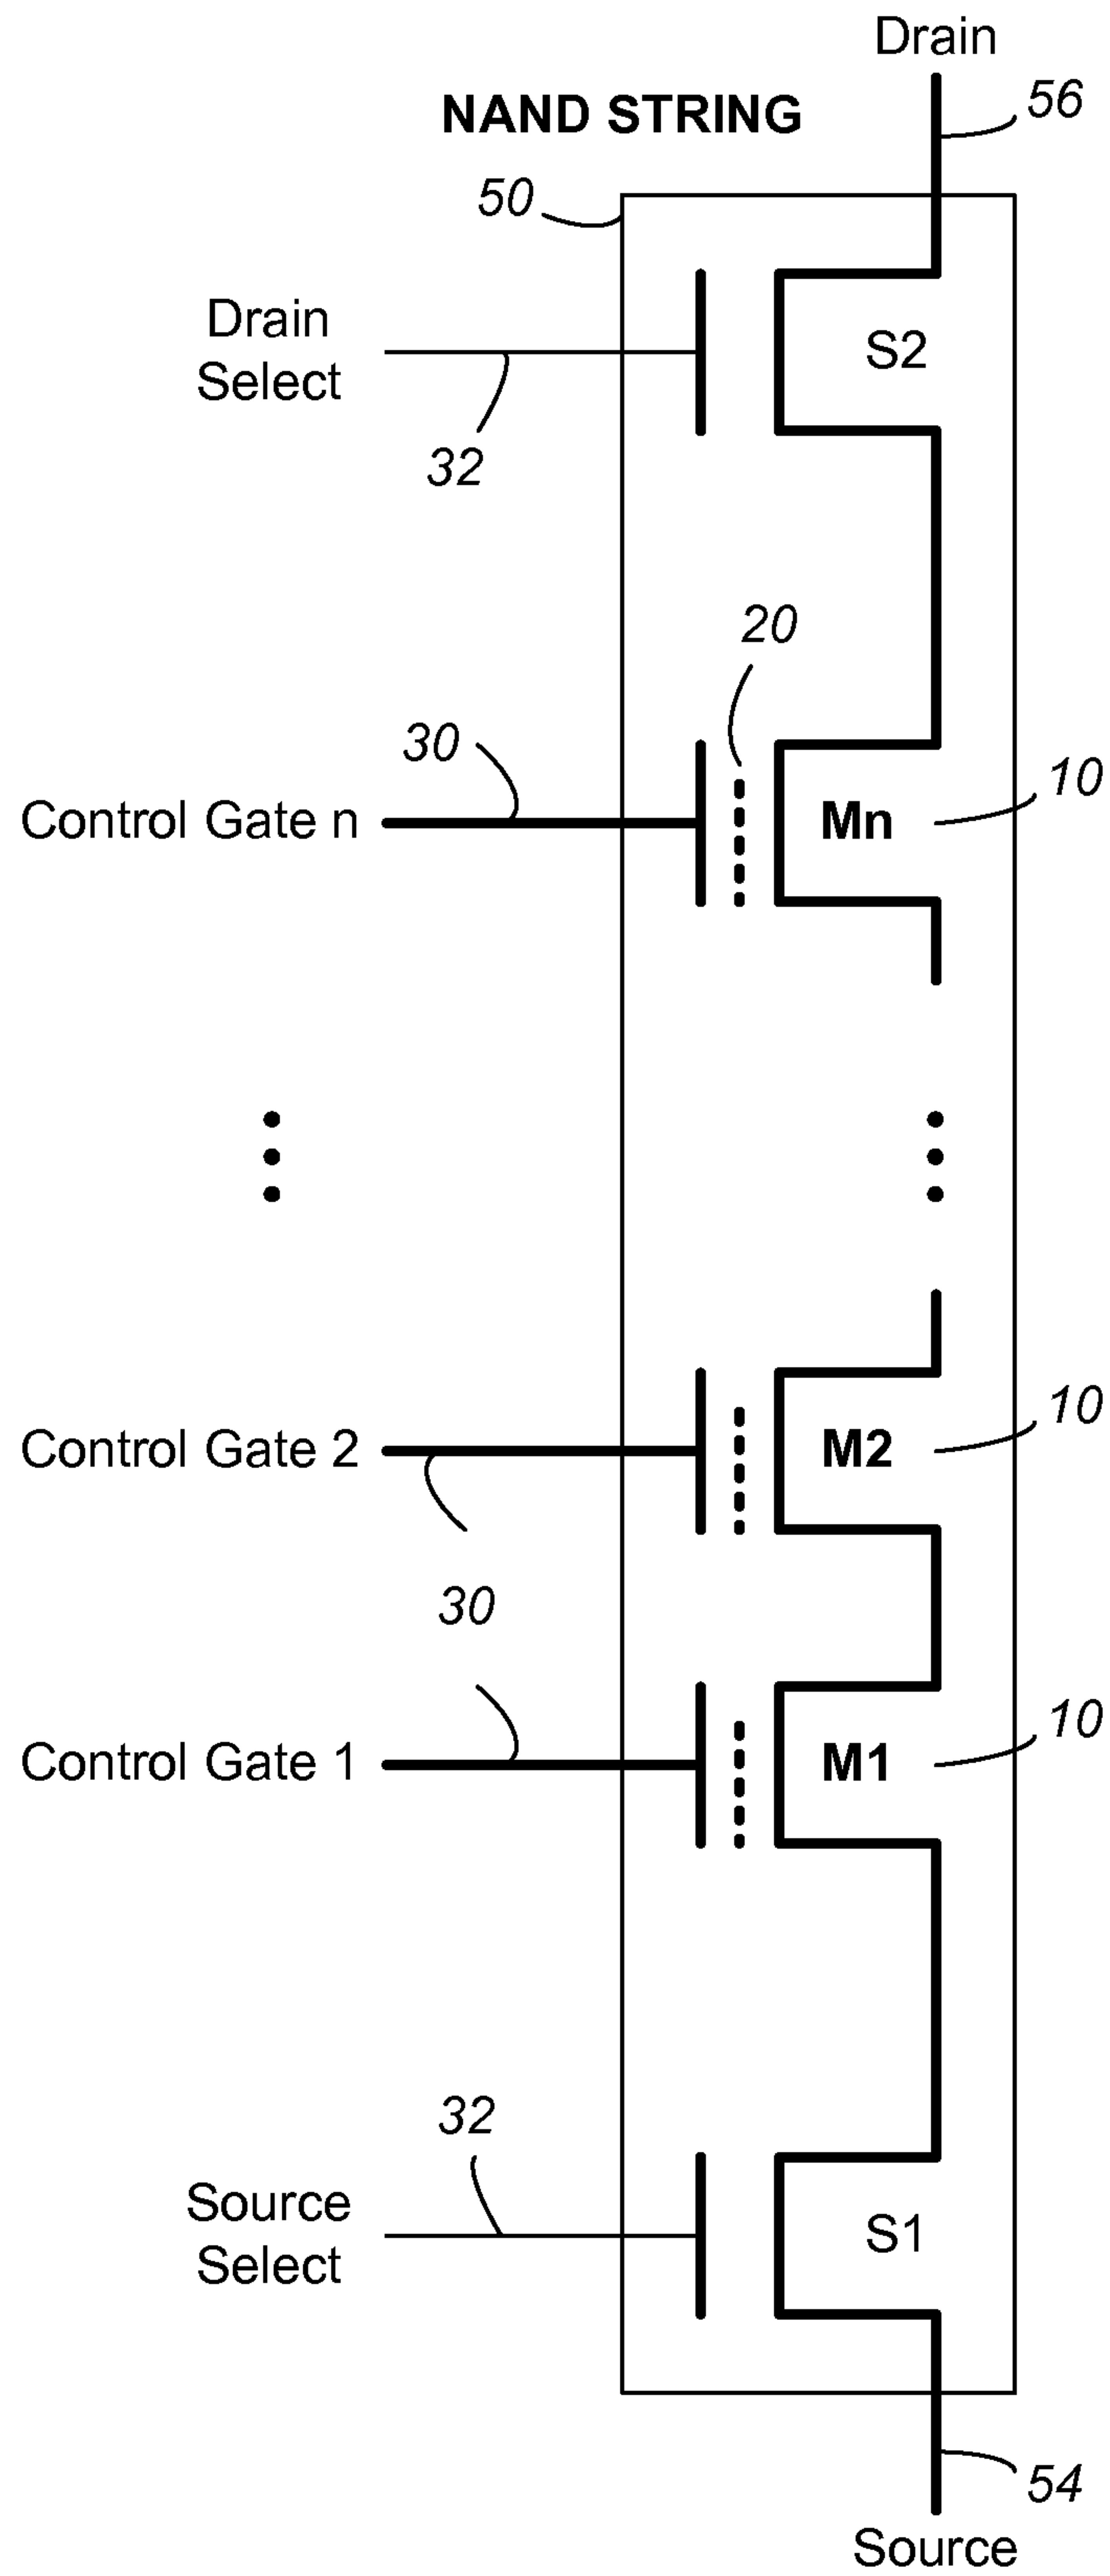 Drain
56
NAND STRING
50
Drain
Select
S2
32
20
30
10
Control Gate n
Mn
10
Control Gate 2
M2
30
10
Control Gate 1
M1
32
Source
Select
S1
54
Source